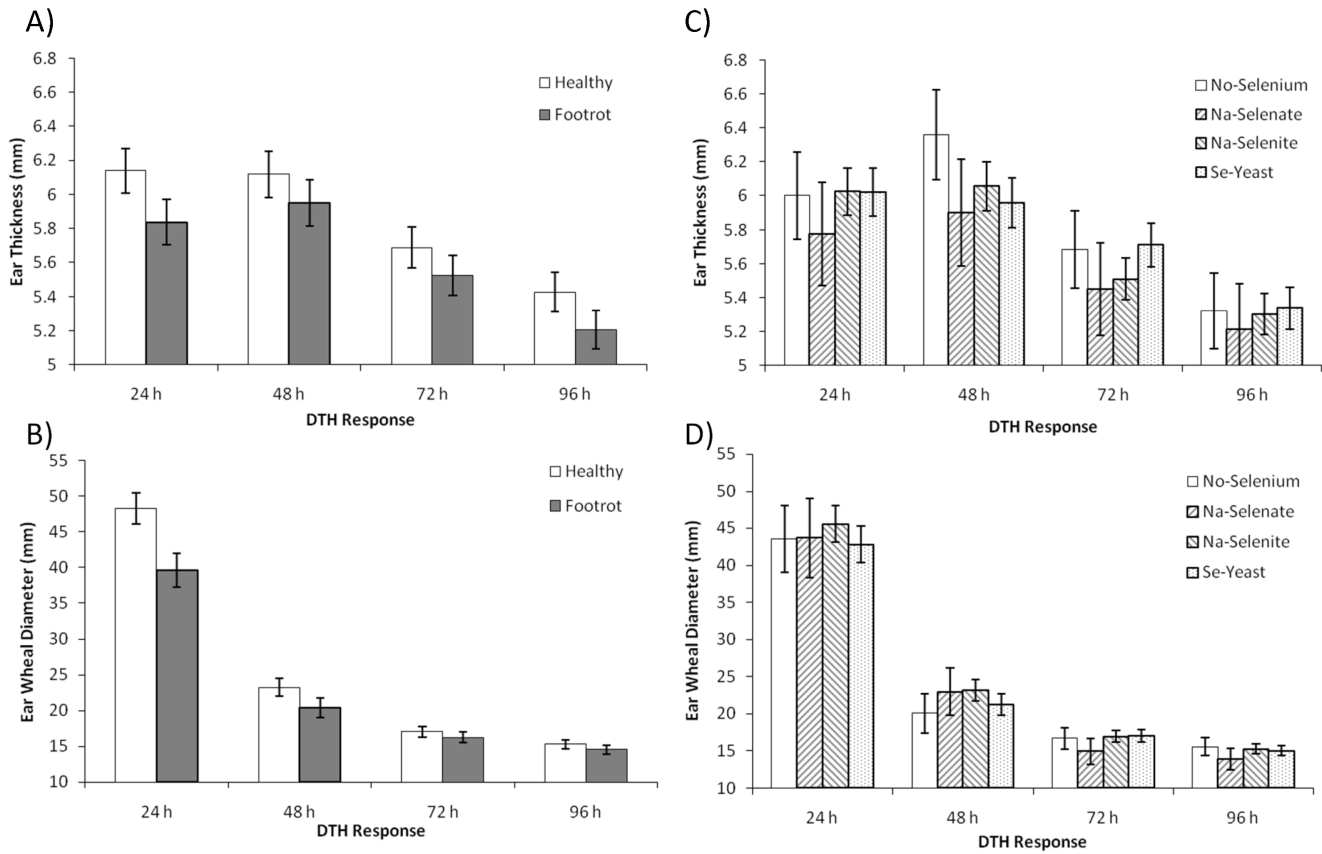 A)
6.8
6.6
6.4
6.2
6
5.8
5.6
5.4
5.2
5
Ear Thickness (mm)
Healthy
Footrot
24 h 48 h 72 h 96 h
DTH Response
B)
55
50
45
40
35
30
25
20
15
10
Ear Wheal Diameter (mm)
Healthy
Footrot
24 h 48 h 72 h 96 h
DTH Response
C)
6.8
6.6
6.4
6.2
6.0
5.8
5.6
5.4
5.2
5
Ear Thickness (mm)
No-Selenium
Na-Selenate
Na-Selenite
Se-Yeast
24 h 48 h 72 h 96 h
DTH Response
D)
55
50
45
40
35
30
25
20
15
10
Ear Wheal Diameter (mm)
No-Selenium
Na-Selenate
Na-Selenite
Se-Yeast
24 h 48 h 72 h 96 h
DTH Response